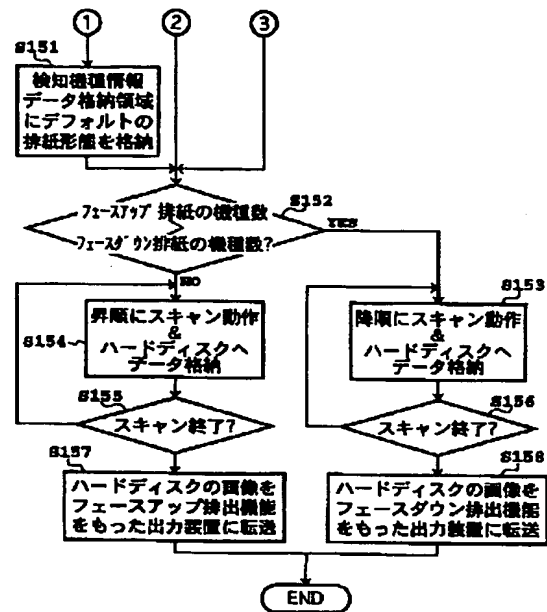 ① ② ③
S151
検知機種情報
データ格納領域
にデフォルトの
排紙形態を格納
S152
フェースアップ排紙の機種数
>
フェースダウン排紙の機種数?
YES
NO
S154
昇順にスキャン動作
&
ハードディスクへ
データ格納
S153
降順にスキャン動作
&
ハードディスクへ
データ格納
S155
スキャン終了?
S156
スキャン終了?
S157
ハードディスクの画像を
フェースアップ排出機能
をもった出力装置に転送
S158
ハードディスクの画像を
フェースダウン排出機能
をもった出力装置に転送
END